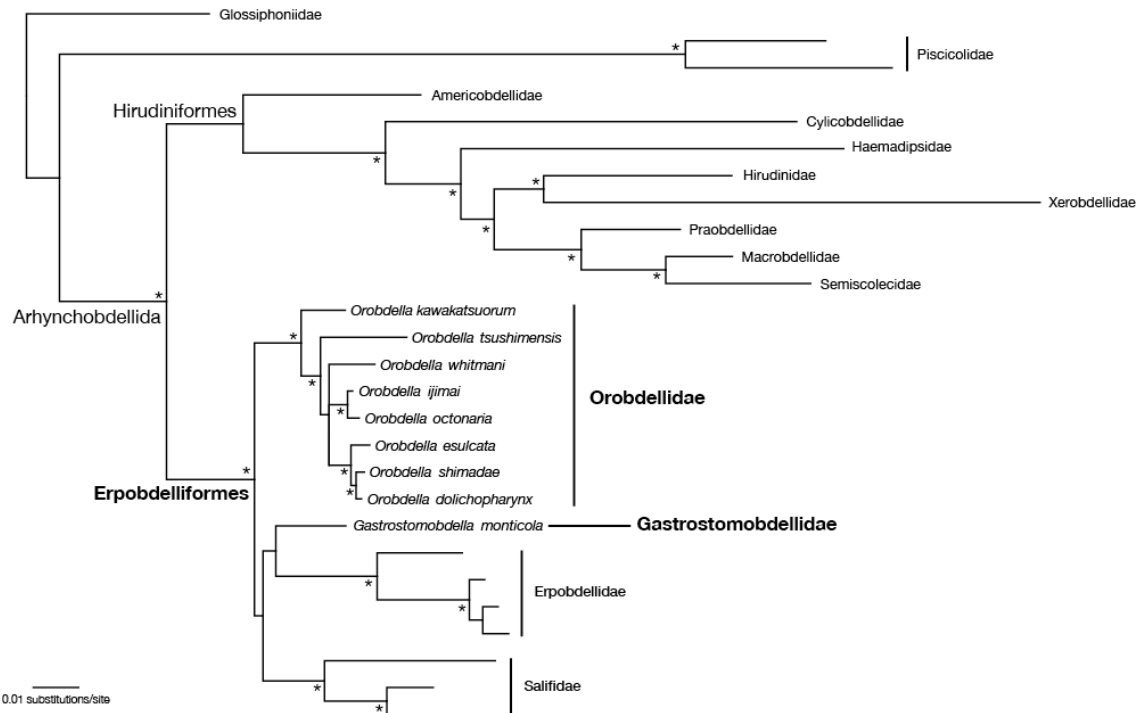 Glossiphoniidae
*
Piscicolidae
Americobdellidae
Hirudiniformes
Cylicobdellidae
*
Haemadipsidae
*
Hirudinidae
*
Xerobdellidae
*
Praobdellidae
*
Macrobdellidae
*
Semiscolecidae
*
Arhynchobdellida
Orobdella kawakatsuorum
*
Orobdella tsushimensis
*
Orobdella whitmani
Orobdella ijimai
Orobdellidae
*
Orobdella octonaria
Orobdella esulcata
*
Orobdella shimadae
*
Orobdella dolichopharynx
*
Erpobdelliformes
Gastrostomobdella monticola
Gastrostomobdellidae
*
Erpobdellidae
*
Salifidae
*
*
0.01 substitutions/site